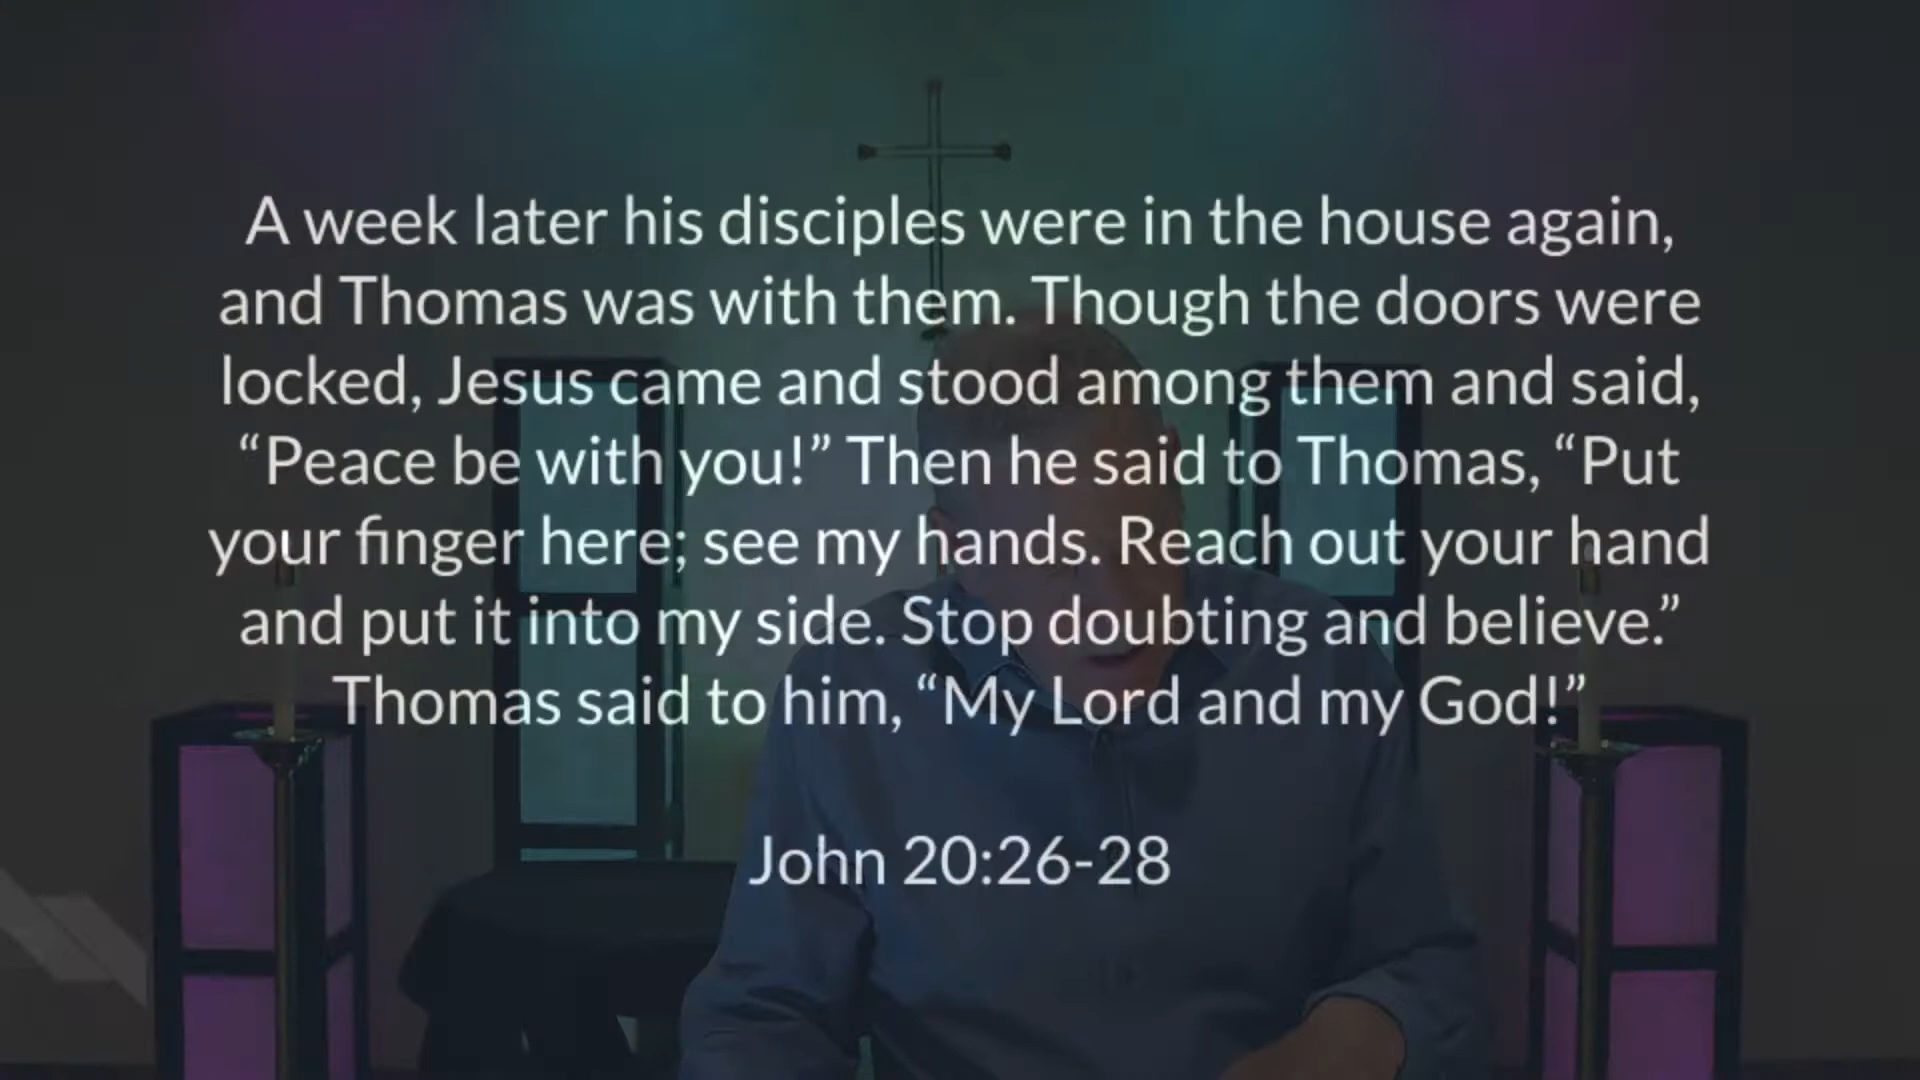 A week later his disciples were in the house again,
and Thomas was with them. Though the doors were
locked, Jesus came and stood among them and said,
“Peace be with you!” Then he said to Thomas, “Put
your finger here; see my hands. Reach out your hand
and put it into my side. Stop doubting and believe.”
Thomas said to him, “My Lord and my God!”
John 20:26-28